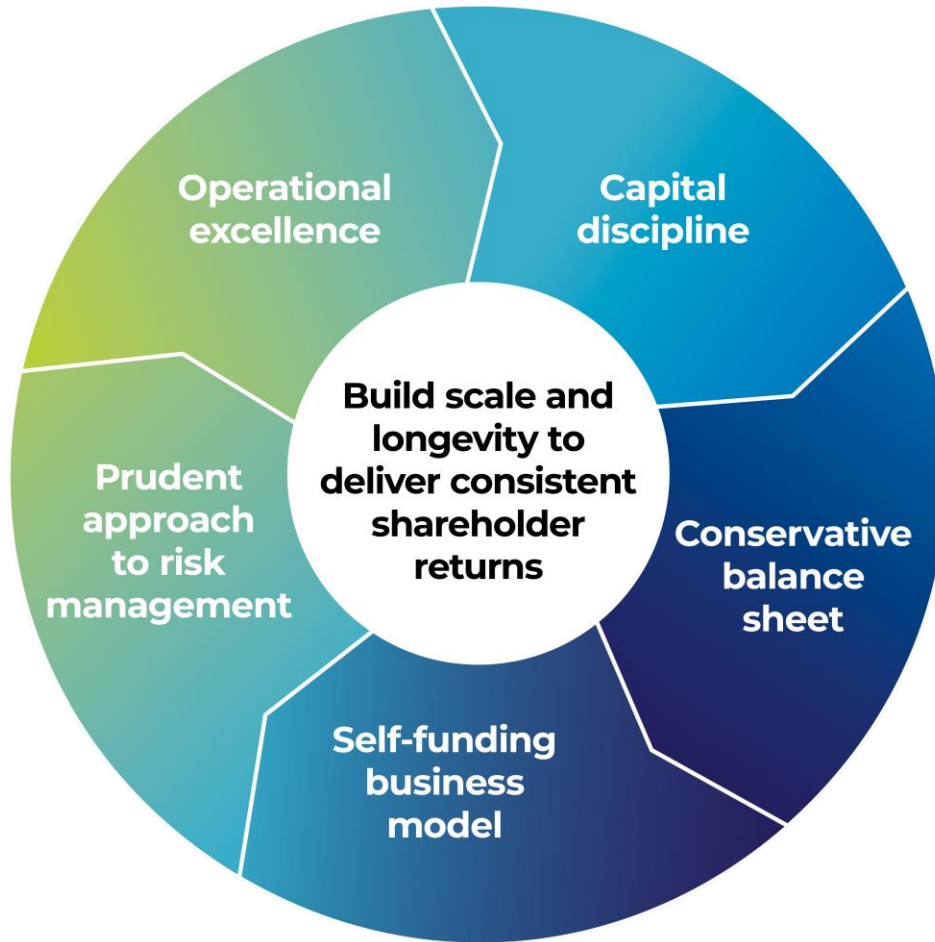 Operational
excellence
Capital
discipline
Conservative
balance
sheet
Self-funding
business
model
Prudent
approach
to risk
management
Build scale and
longevity to
deliver consistent
shareholder
returns